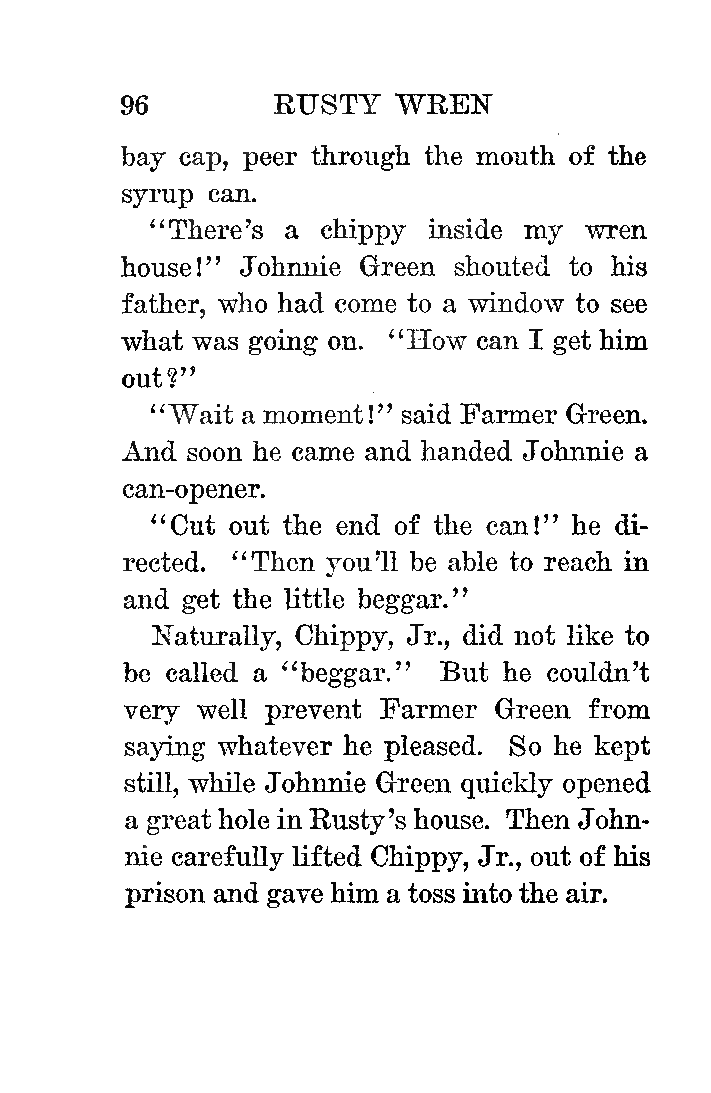 96 RUSTY WREN
bay cap, peer through the mouth of the
syrup can.
“There’s a chippy inside my wren
house!” Johnnie Green shouted to his
father, who had come to a window to see
what was going on. “How can I get him
out?”
“Wait a moment!” said Farmer Green.
And soon he came and handed Johnnie a
can-opener.
“Cut out the end of the can!” he di-
rected. “Then you’ll be able to reach in
and get the little beggar.”
Naturally, Chippy, Jr., did not like to
be called a “beggar.” But he couldn’t
very well prevent Farmer Green from
saying whatever he pleased. So he kept
still, while Johnnie Green quickly opened
a great hole in Rusty’s house. Then John-
nie carefully lifted Chippy, Jr., out of his
prison and gave him a toss into the air.